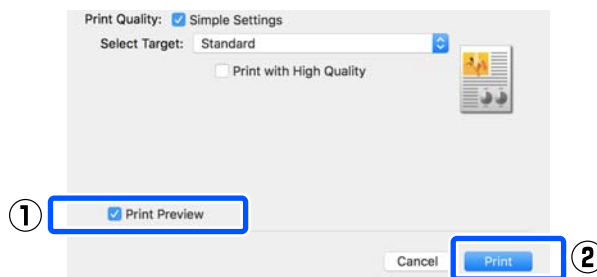 Print Quality: Simple Settings
Select Target: Standard
Print with High Quality
① Print Preview
Cancel Print ②